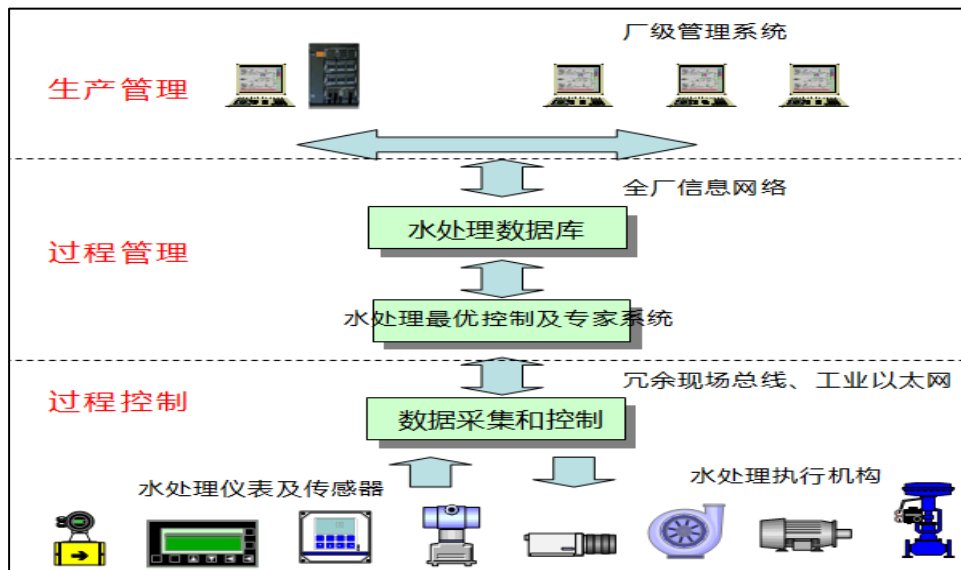 厂级管理系统
生产管理
全厂信息网络
水处理数据库
过程管理
水处理最优控制及专家系统
冗余现场总线、工业以太网
过程控制
数据采集和控制
水处理仪表及传感器
水处理执行机构